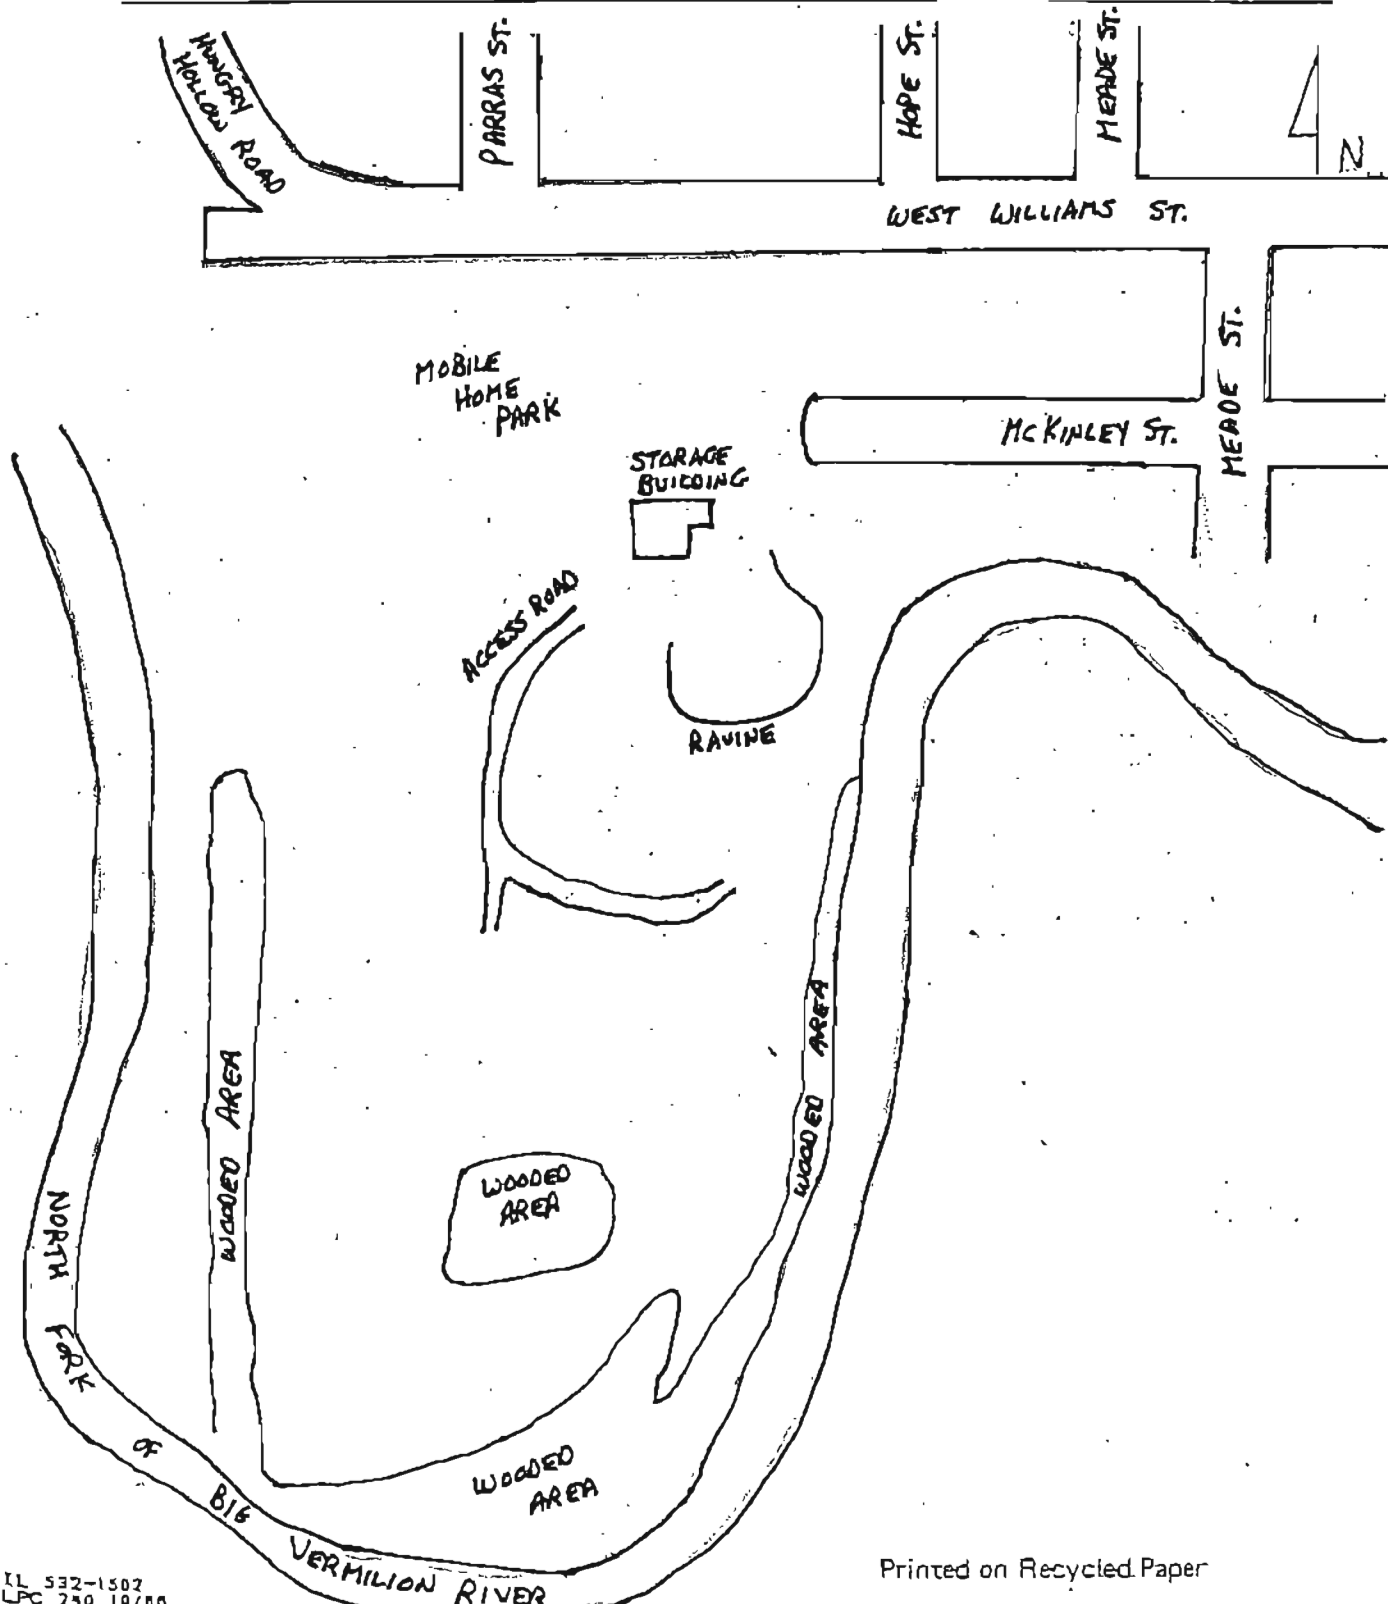 HUNGRY
HOLLOW ROAD
PARRAS ST.
HOPE ST.
MEADE ST.
N
WEST WILLIAMS ST.
MOBILE
HOME
PARK
McKINLEY ST.
MEADE ST.
STORAGE
BUILDING
ACCESS ROAD
RAVINE
WOODED AREA
WOODED AREA
WOODED
AREA
WOODED
AREA
NORTH FORK OF BIG VERMILION RIVER
Printed on Recycled Paper
IL 532-1502
LPC 250